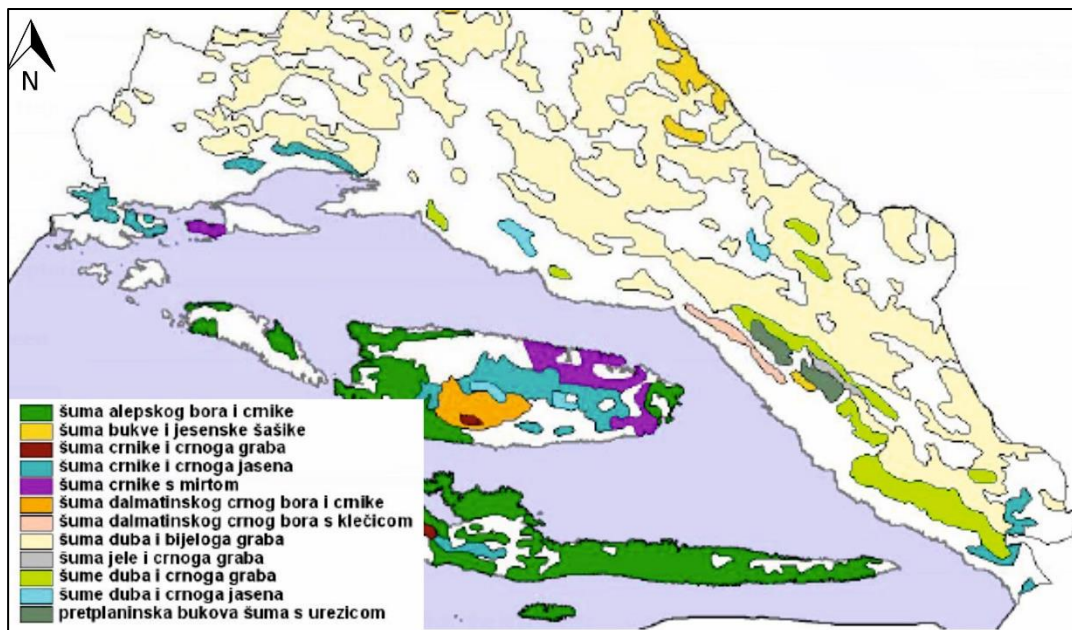 N
šuma alepskog bora i crnike
šuma bukve i jesenske šašike
šuma crnike i crnoga graba
šuma crnike i crnoga jasena
šuma crnike s mirtom
šuma dalmatinskog crnog bora i crnike
šuma dalmatinskog crnog bora s klečicom
šuma duba i bijeloga graba
šuma jele i crnoga graba
šume duba i crnoga graba
šume duba i crnoga jasena
pretplaninska bukova šuma s urezicom